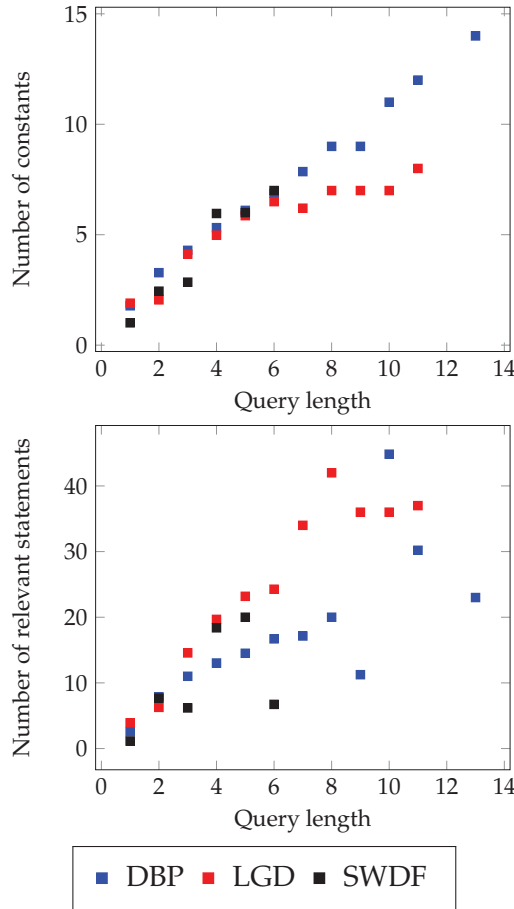 15
10
5
0
Number of constants
0 2 4 6 8 10 12 14
Query length
40
30
20
10
0
Number of relevant statements
0 2 4 6 8 10 12 14
Query length
DBP LGD SWDF